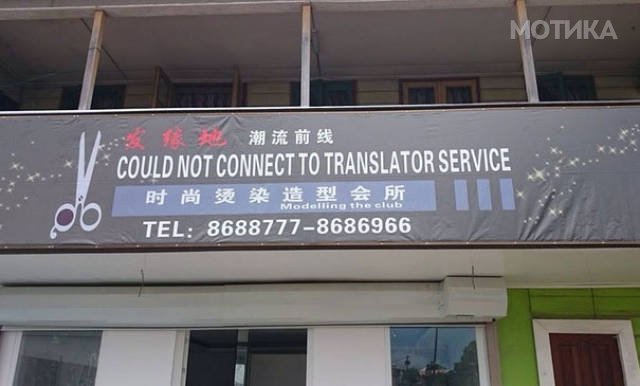 МОТИКА
发缘地 潮流前线
COULD NOT CONNECT TO TRANSLATOR SERVICE
时尚烫染造型会所
Modelling the club
TEL: 8688777-8686966